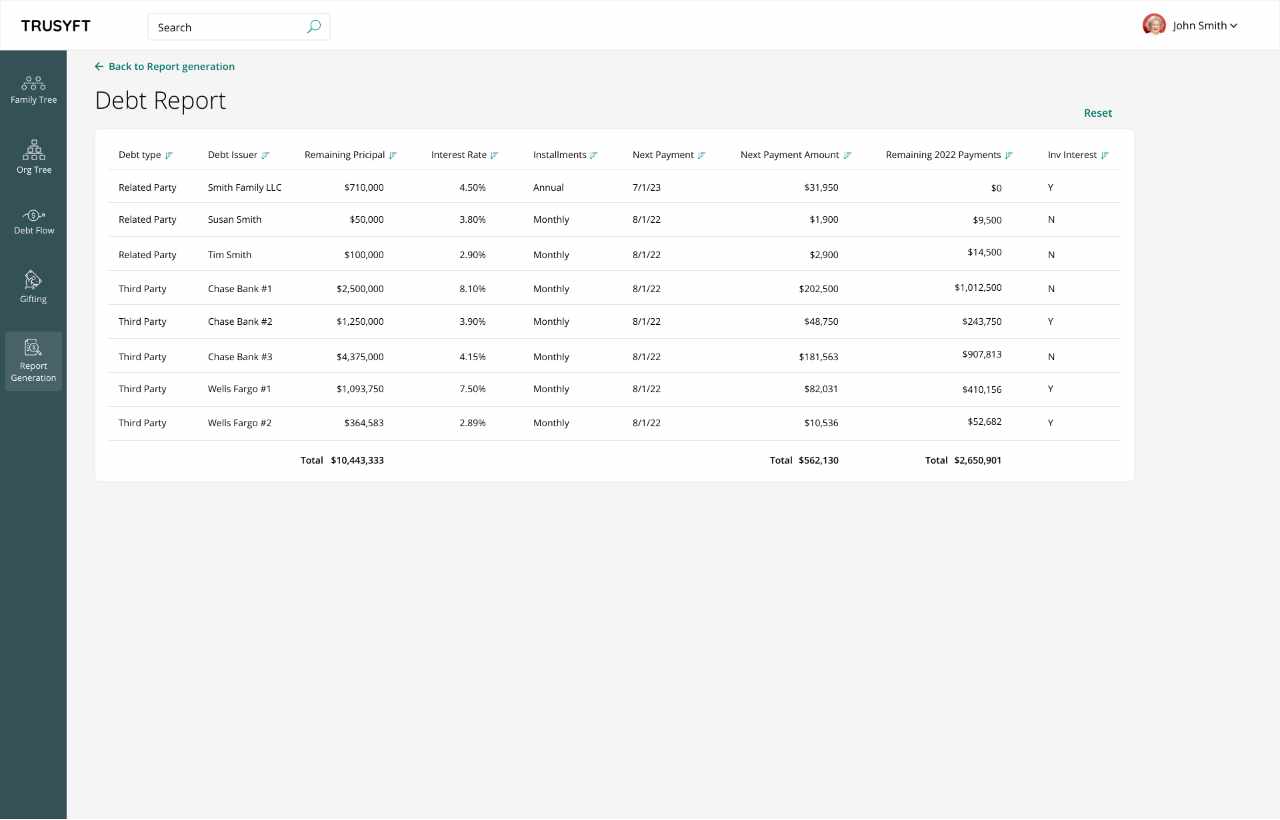 TRUSYFT
Search
John Smith
Family Tree
Org Tree
Debt Flow
Gifting
Report
Generation
Back to Report generation
Debt Report
Reset
Debt type Debt Issuer Remaining Pricipal Interest Rate Installments Next Payment Next Payment Amount Remaining 2022 Payments Inv Interest
Related Party Smith Family LLC $710,000 4.50% Annual 7/1/23 $31,950 $0 Y
Related Party Susan Smith $50,000 3.80% Monthly 8/1/22 $1,900 $9,500 N
Related Party Tim Smith $100,000 2.90% Monthly 8/1/22 $2,900 $14,500 N
Third Party Chase Bank #1 $2,500,000 8.10% Monthly 8/1/22 $202,500 $1,012,500 N
Third Party Chase Bank #2 $1,250,000 3.90% Monthly 8/1/22 $48,750 $243,750 Y
Third Party Chase Bank #3 $4,375,000 4.15% Monthly 8/1/22 $181,563 $907,813 N
Third Party Wells Fargo #1 $1,093,750 7.50% Monthly 8/1/22 $82,031 $410,156 Y
Third Party Wells Fargo #2 $364,583 2.89% Monthly 8/1/22 $10,536 $52,682 Y
Total $10,443,333 Total $562,130 Total $2,650,901